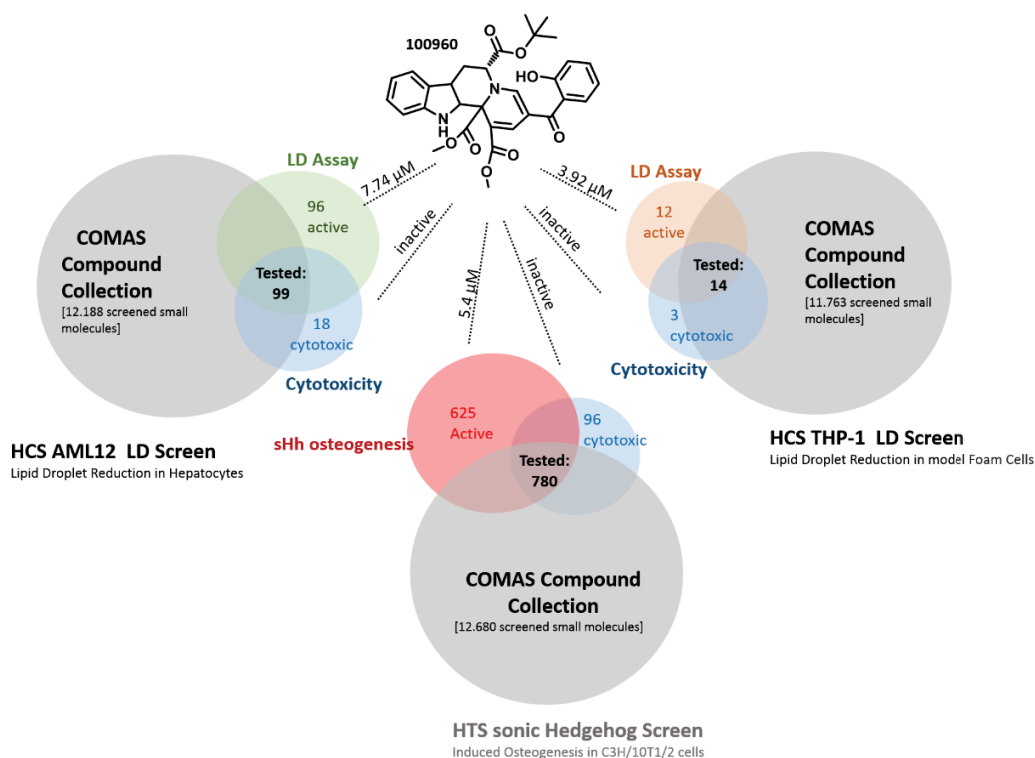 100960
O
O
HO
N
N
H
O
O
O
O
O
LD Assay
7.74 µM
3.92 µM
LD Assay
96
active
inactive
inactive
12
active
COMAS
Compound
Collection
[12.188 screened small
molecules]
Tested:
99
5.4 µM
inactive
Tested:
14
COMAS
Compound
Collection
[11.763 screened small
molecules]
18
cytotoxic
3
cytotoxic
Cytotoxicity
Cytotoxicity
625
Active
96
cytotoxic
sHh osteogenesis
HCS AML12 LD Screen
Lipid Droplet Reduction in Hepatocytes
HCS THP-1 LD Screen
Lipid Droplet Reduction in model Foam Cells
Tested:
780
COMAS Compound
Collection
[12.680 screened small molecules]
HTS sonic Hedgehog Screen
Induced Osteogenesis in C3H/10T1/2 cells